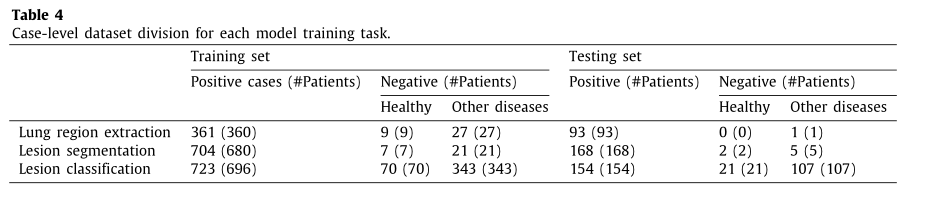 Table 4
Case-level dataset division for each model training task.
Training set Testing set
Positive cases (#Patients) Negative (#Patients) Positive (#Patients) Negative (#Patients)
Healthy Other diseases Healthy Other diseases
Lung region extraction 361 (360) 9 (9) 27 (27) 93 (93) 0 (0) 1 (1)
Lesion segmentation 704 (680) 7 (7) 21 (21) 168 (168) 2 (2) 5 (5)
Lesion classification 723 (696) 70 (70) 343 (343) 154 (154) 21 (21) 107 (107)